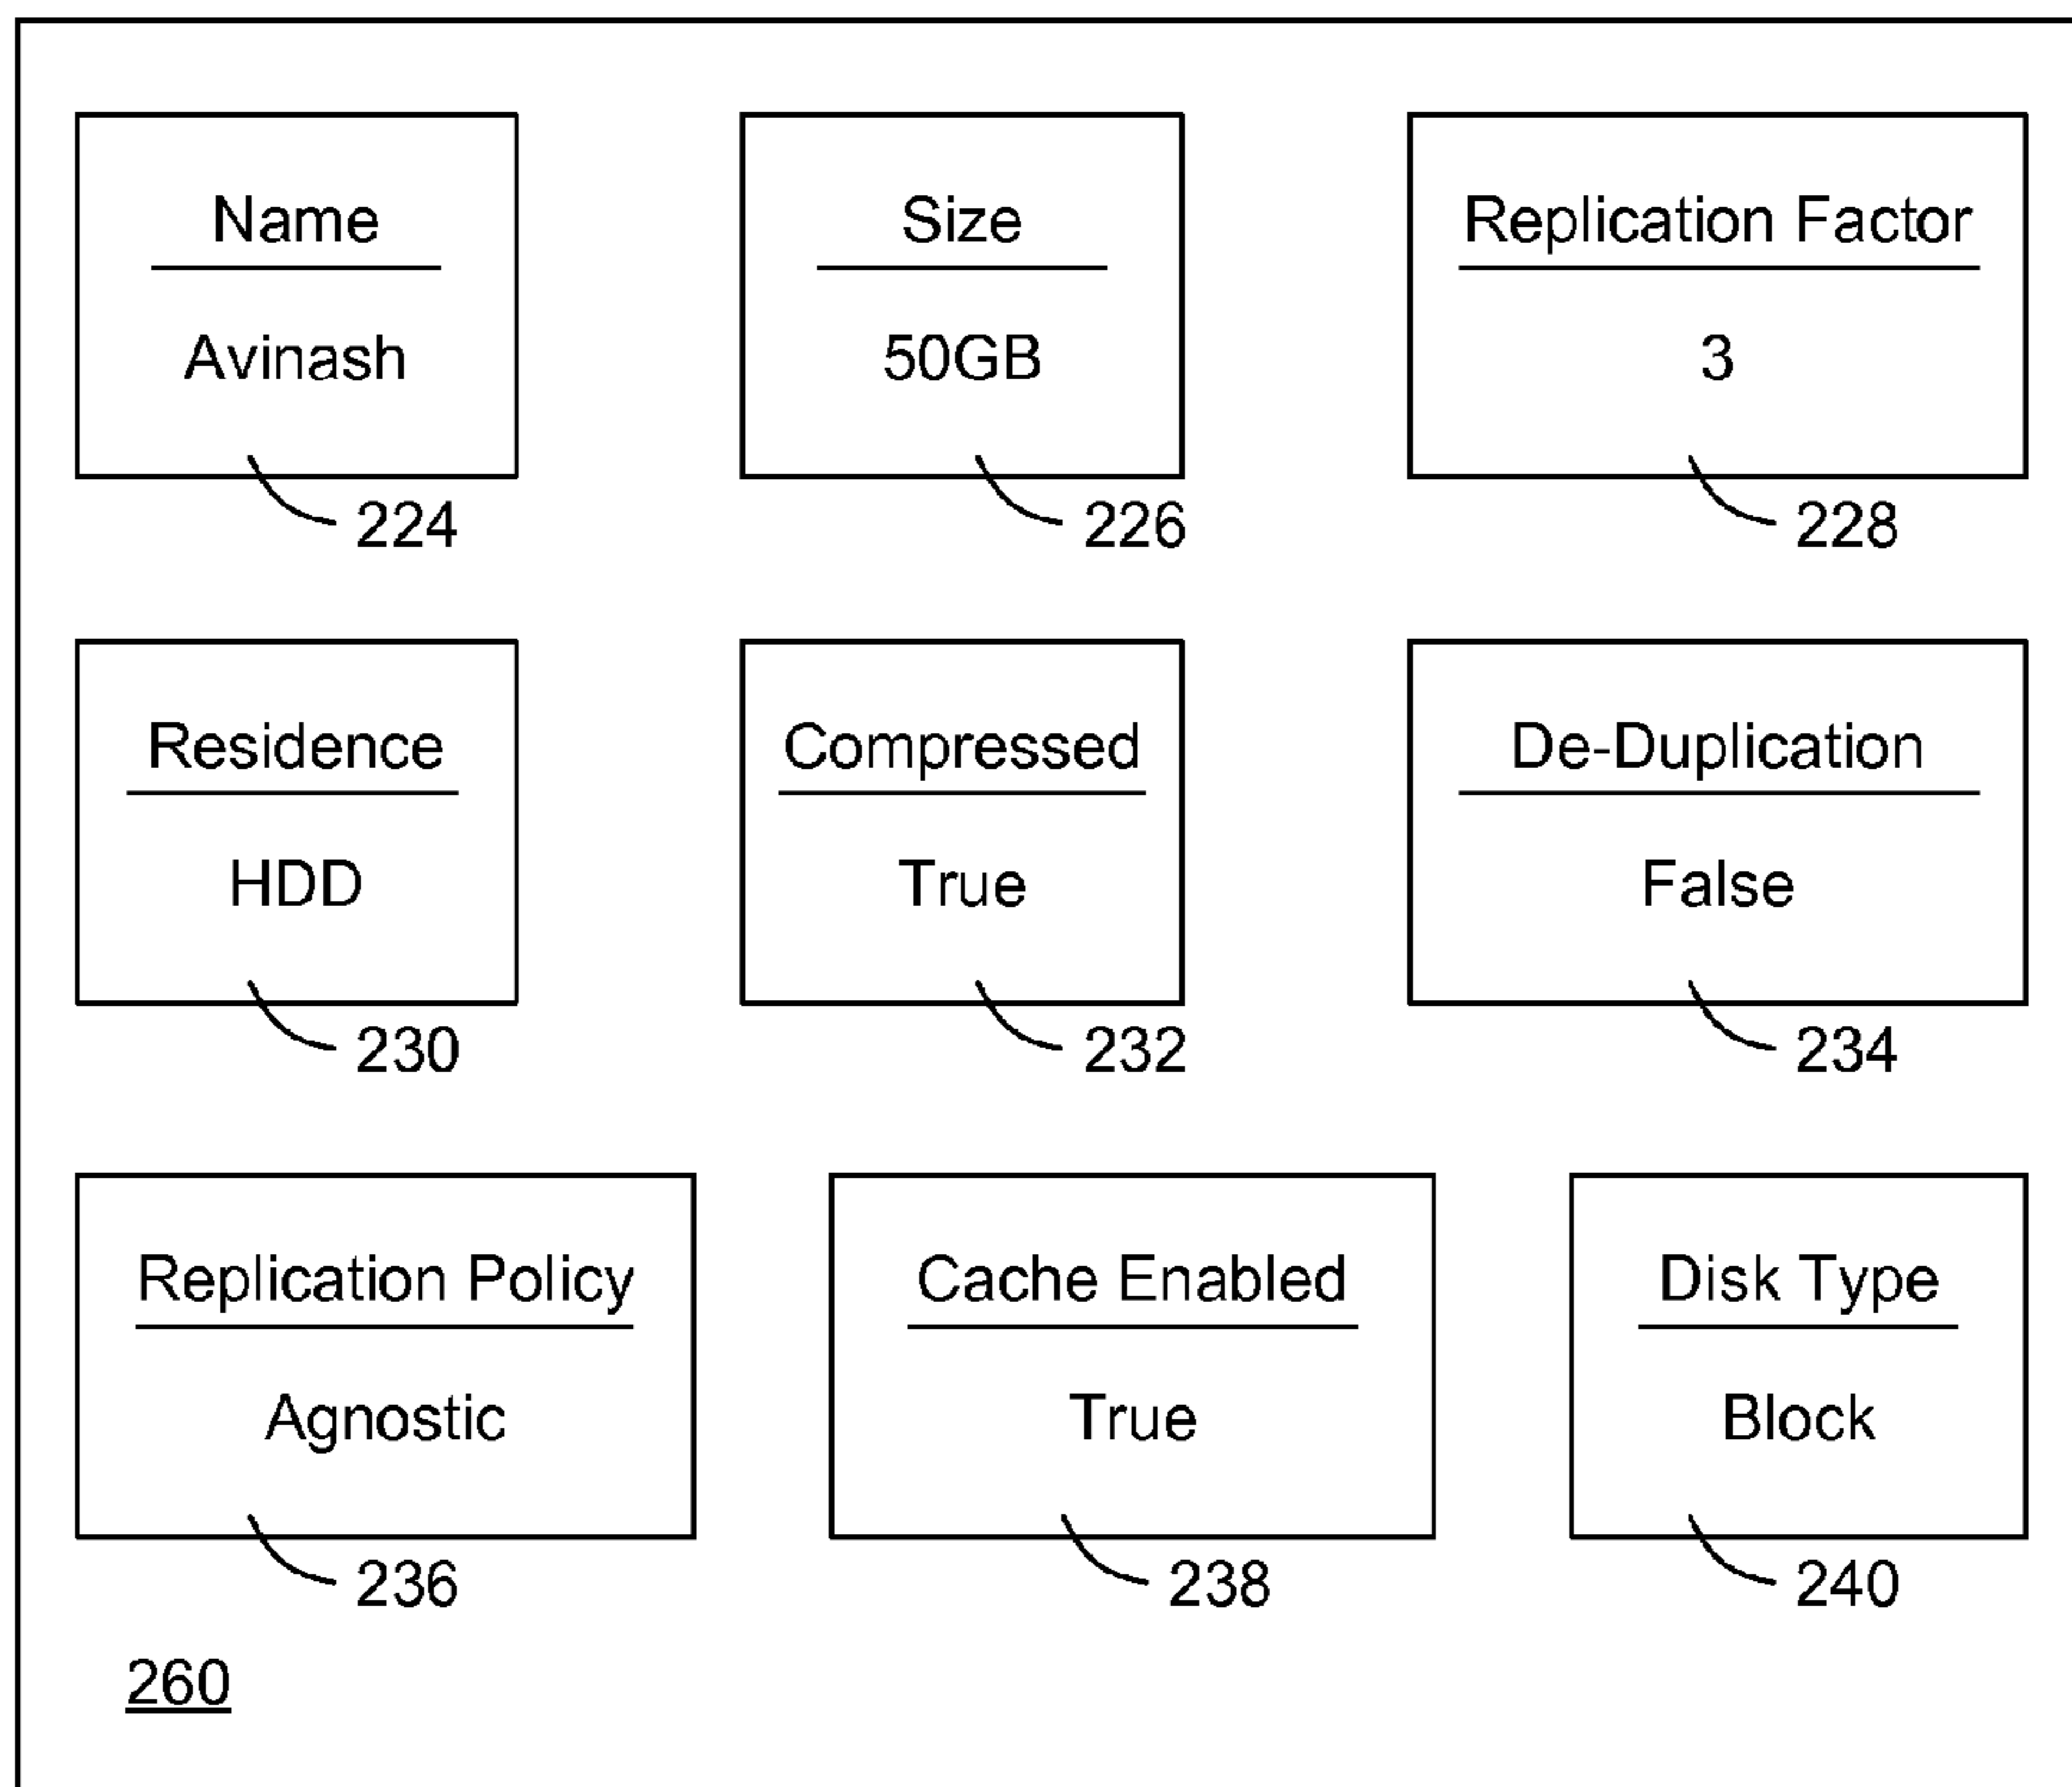 Name
Avinash
224
Size
50GB
226
Replication Factor
3
228
Residence
HDD
230
Compressed
True
232
De-Duplication
False
234
Replication Policy
Agnostic
236
Cache Enabled
True
238
Disk Type
Block
240
260